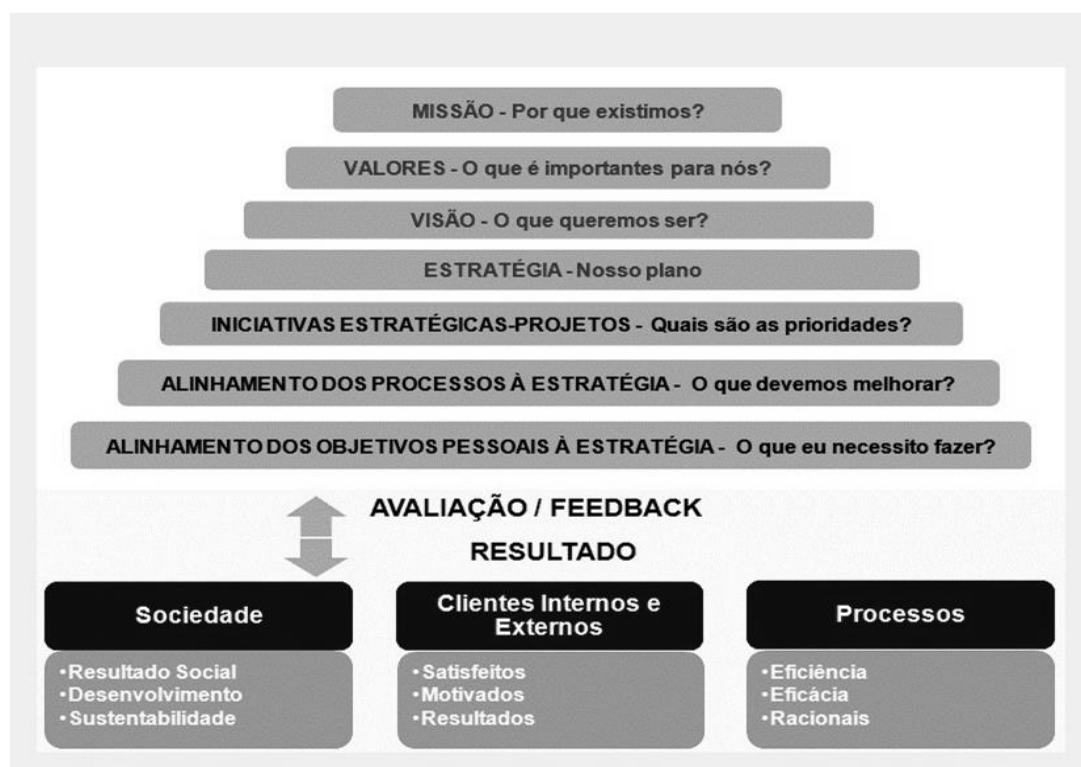 MISSÃO - Por que existimos?
VALORES - O que é importantes para nós?
VISÃO - O que queremos ser?
ESTRATÉGIA - Nosso plano
INICIATIVAS ESTRATÉGICAS-PROJETOS - Quais são as prioridades?
ALINHAMENTO DOS PROCESSOS À ESTRATÉGIA - O que devemos melhorar?
ALINHAMENTO DOS OBJETIVOS PESSOAIS À ESTRATÉGIA - O que eu necessito fazer?
AVALIAÇÃO / FEEDBACK
RESULTADO
Sociedade
•Resultado Social
•Desenvolvimento
•Sustentabilidade
Clientes Internos e
Externos
•Satisfeitos
•Motivados
•Resultados
Processos
•Eficiência
•Eficácia
•Racionais